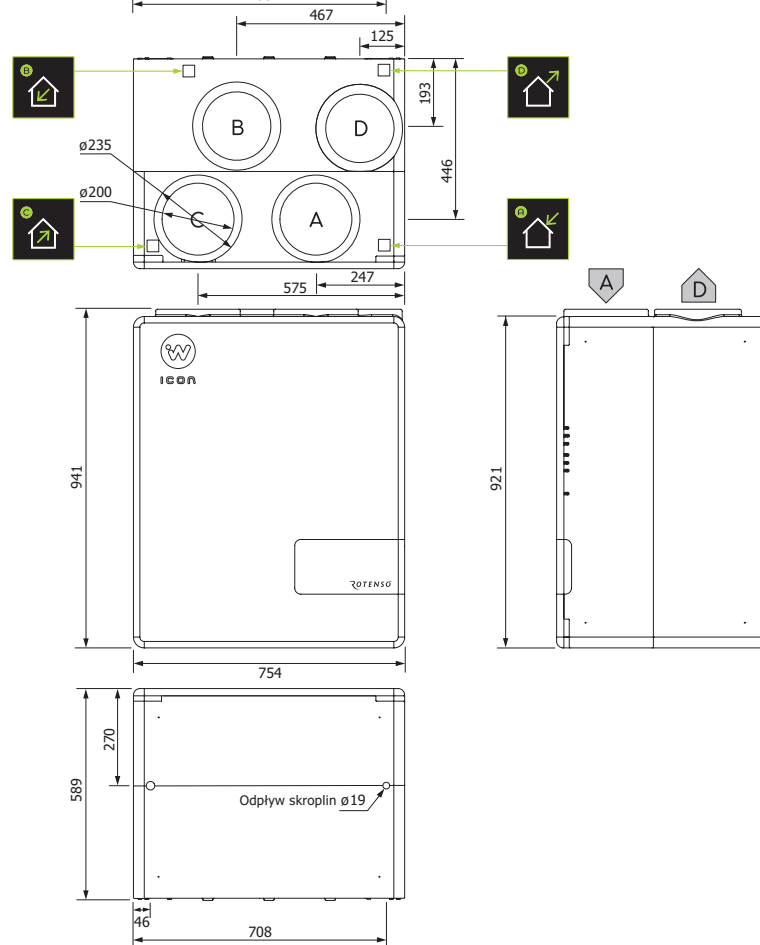 467
125
B
D
193
B
D
446
ø235
ø200
C
A
C
A
247
575
A
D
ICON
941
921
ROTENSO
754
270
589
Odpływ skroplin ø19
46
708